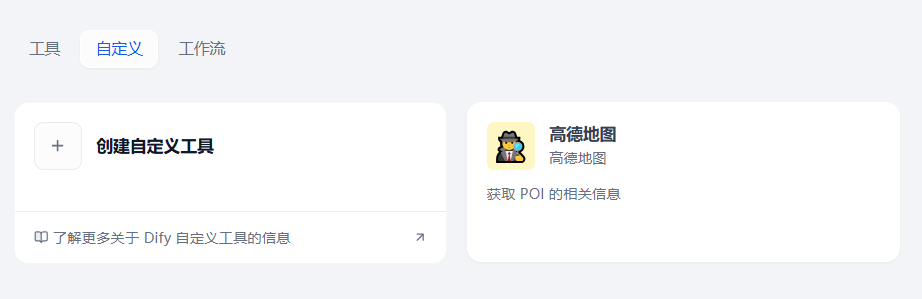 工具 自定义 工作流
创建自定义工具
了解更多关于 Dify 自定义工具的信息
高德地图
高德地图
获取 POI 的相关信息